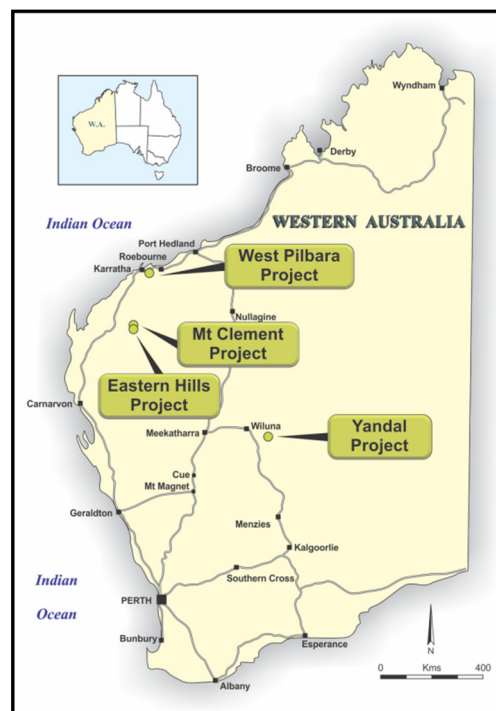 Wyndham
W.A.
Derby
Broome
Indian Ocean
WESTERN AUSTRALIA
Port Hedland
Roebourne
Karratha
West Pilbara
Project
Nullagine
Mt Clement
Project
Eastern Hills
Project
Carnarvon
Meekatharra
Wiluna
Yandal
Project
Cue
Mt Magnet
Geraldton
Menzies
Kalgoorlie
Southern Cross
Indian
Ocean
PERTH
Bunbury
Esperance
Albany
N
0 Kms 400